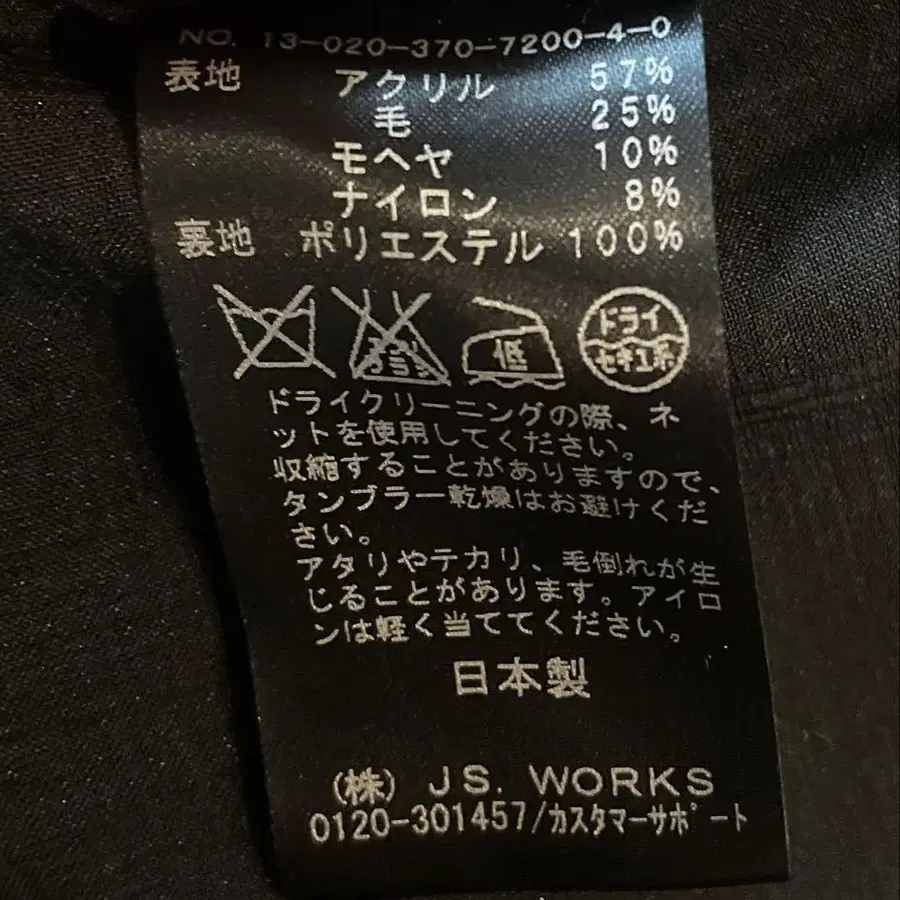 NO. 13-020-370-7200-4-0
表地 アクリル 57%
毛 25%
モヘヤ 10%
ナイロン 8%
裏地 ポリエステル 100%
低
ドライ
セキユ系
ドライクリーニングの際、ネ
ットを使用してください。
収縮することがありますので、
タンブラー乾燥はお避けくだ
さい。
アタリやテカリ、毛倒れが生
じることがあります。アイロ
ンは軽く当ててください。
日本製
(株) JS. WORKS
0120-301457/カスタマーサポート